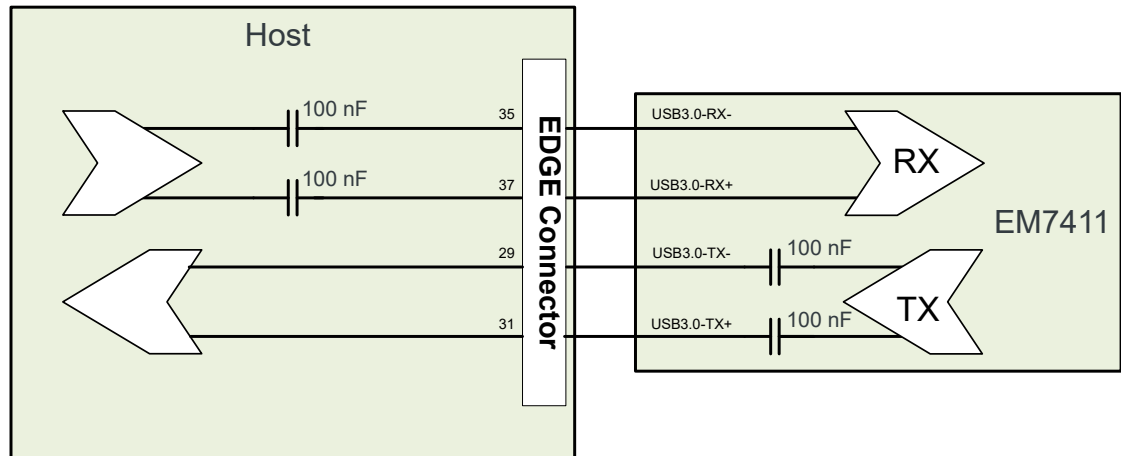 Host
100 nF
35
USB3.0-RX-
100 nF
37
USB3.0-RX+
RX
EDGE Connector
EM7411
29
USB3.0-TX-
100 nF
31
USB3.0-TX+
100 nF
TX